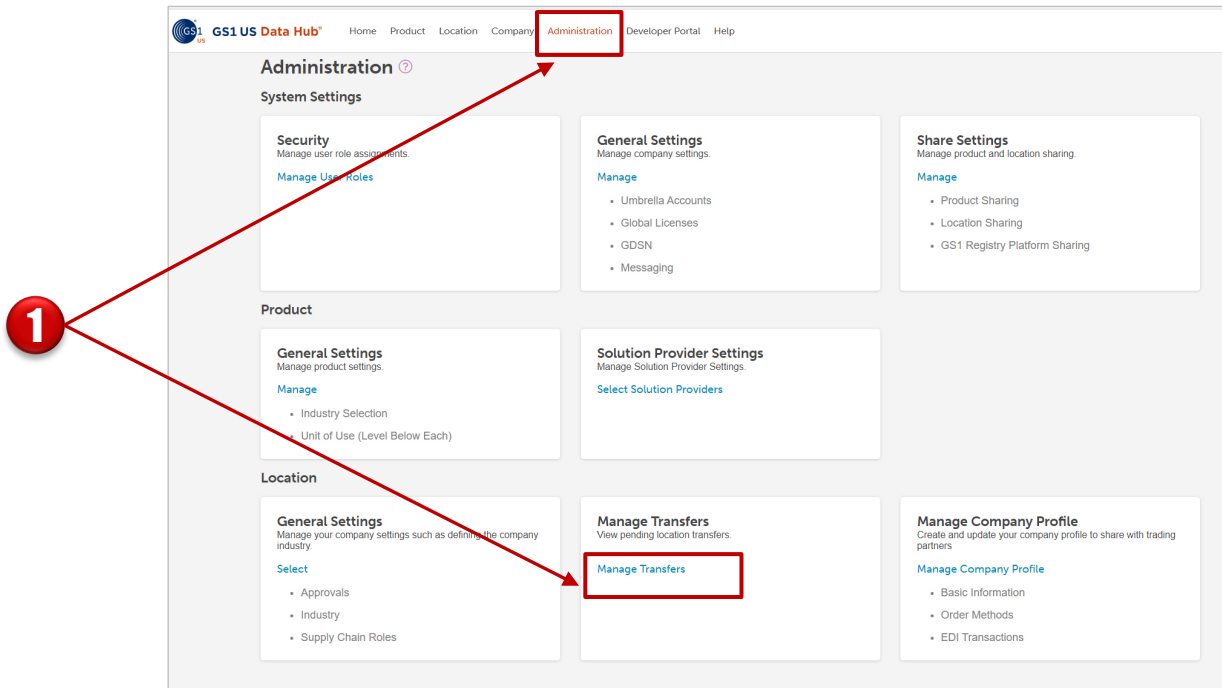 GS1 US
GS1 US Data Hub®
Home Product Location Company Administration Developer Portal Help
Administration ?
System Settings
Security
Manage user role assignments.
Manage User Roles
General Settings
Manage company settings.
Manage
• Umbrella Accounts
• Global Licenses
• GDSN
• Messaging
Share Settings
Manage product and location sharing.
Manage
• Product Sharing
• Location Sharing
• GS1 Registry Platform Sharing
1
Product
General Settings
Manage product settings.
Manage
• Industry Selection
• Unit of Use (Level Below Each)
Solution Provider Settings
Manage Solution Provider Settings.
Select Solution Providers
Location
General Settings
Manage your company settings such as defining the company
industry.
Select
• Approvals
• Industry
• Supply Chain Roles
Manage Transfers
View pending location transfers.
Manage Transfers
Manage Company Profile
Create and update your company profile to share with trading
partners
Manage Company Profile
• Basic Information
• Order Methods
• EDI Transactions